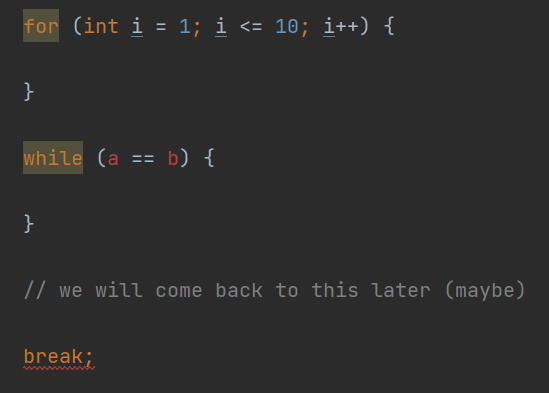 for (int i = 1; i <= 10; i++) {
}
while (a == b) {
}
// we will come back to this later (maybe)
break;